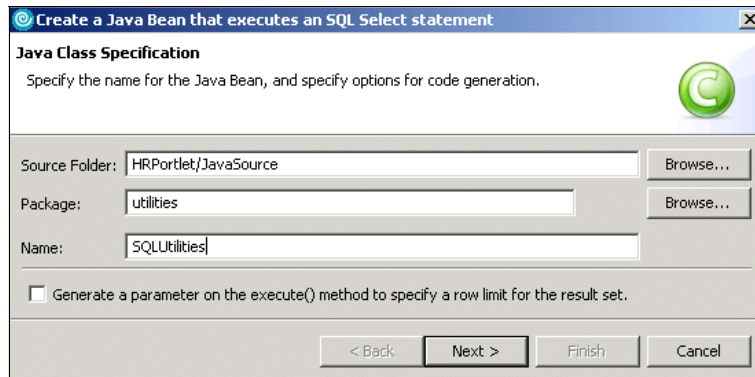 Create a Java Bean that executes an SQL Select statement
Java Class Specification
Specify the name for the Java Bean, and specify options for code generation.
C
Source Folder: HRPortlet/JavaSource Browse...
Package: utilities Browse...
Name: SQLUtilities
Generate a parameter on the execute() method to specify a row limit for the result set.
< Back Next > Finish Cancel